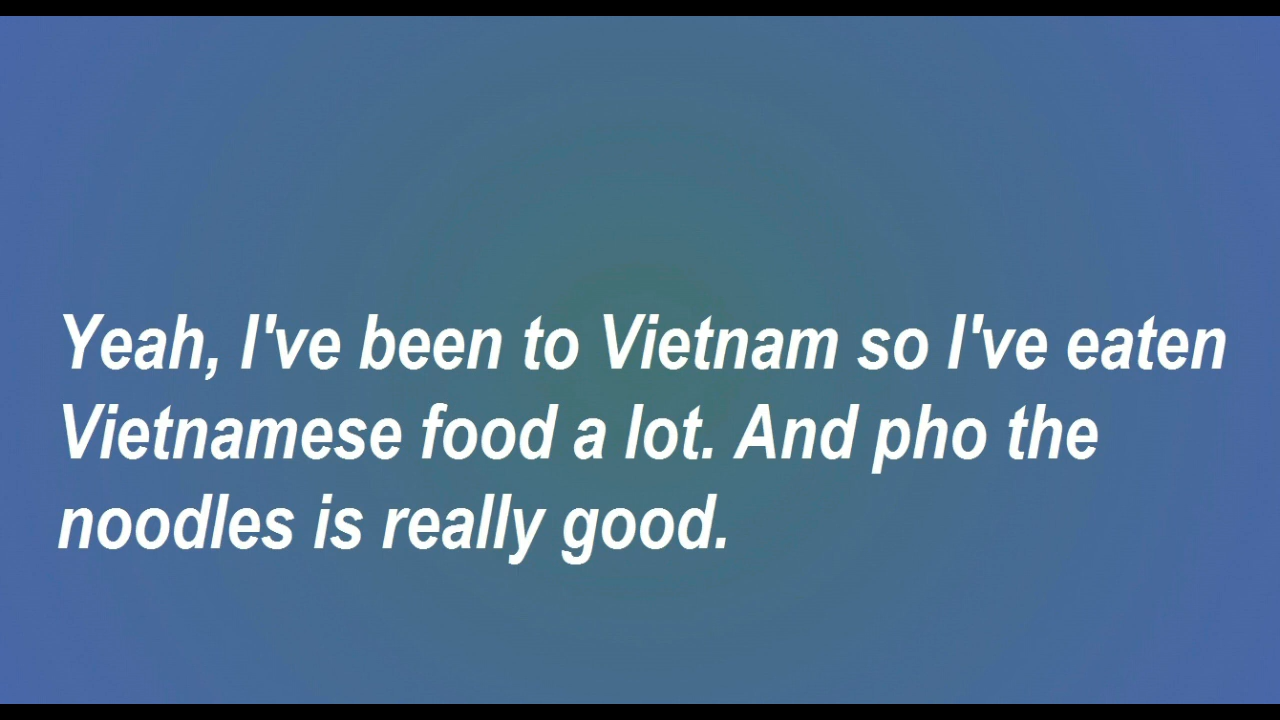 Yeah, I've been to Vietnam so I've eaten
Vietnamese food a lot. And pho the
noodles is really good.